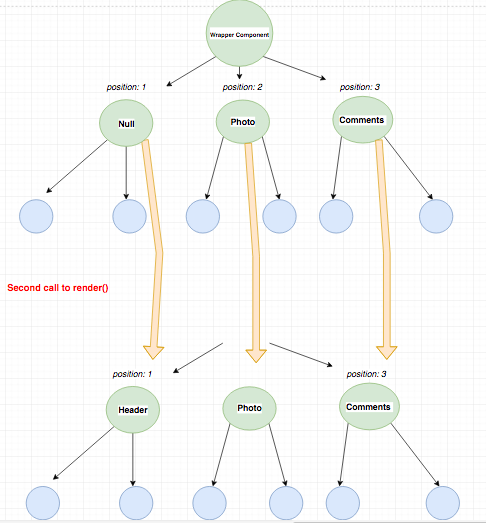 Wrapper Component
position: 1
position: 2
position: 3
Null
Photo
Comments
Second call to render()
position: 1
position: 3
Header
Photo
Comments